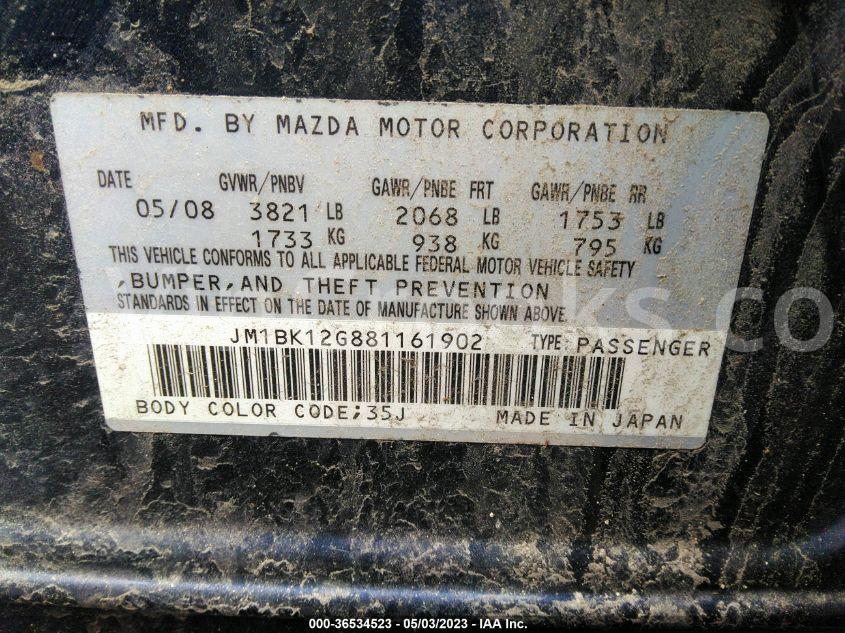 MFD. BY MAZDA MOTOR CORPORATION
DATE GVWR/PNBV GAWR/PNBE FRT GAWR/PNBE RR
05/08 3821 LB 2068 LB 1753 LB
1733 KG 938 KG 795 KG
THIS VEHICLE CONFORMS TO ALL APPLICABLE FEDERAL MOTOR VEHICLE SAFETY
,BUMPER,AND THEFT PREVENTION
STANDARDS IN EFFECT ON THE DATE OF MANUFACTURE SHOWN ABOVE.
JM1BK12G881161902 TYPE: PASSENGER
BODY COLOR CODE;35J MADE IN JAPAN
000-36534523 - 05/03/2023 - IAA Inc.